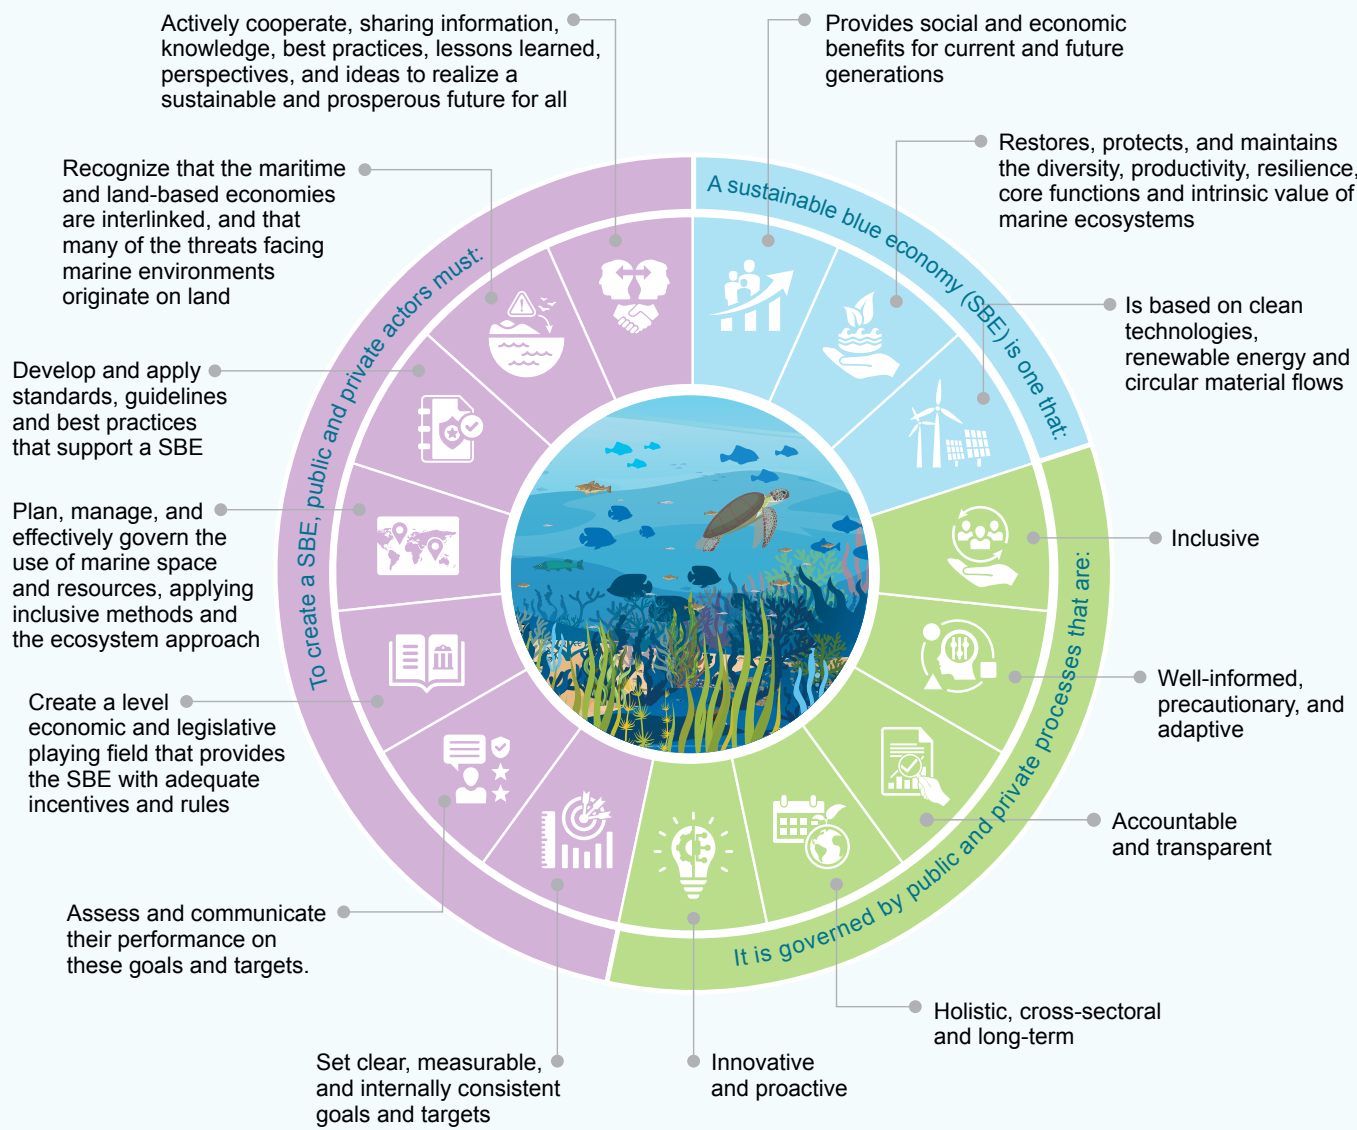 Actively cooperate, sharing information,
knowledge, best practices, lessons learned,
perspectives, and ideas to realize a
sustainable and prosperous future for all
Provides social and economic
benefits for current and future
generations
Restores, protects, and maintains
the diversity, productivity, resilience,
core functions and intrinsic value of
marine ecosystems
Is based on clean
technologies,
renewable energy and
circular material flows
Inclusive
Well-informed,
precautionary, and
adaptive
Accountable
and transparent
Holistic, cross-sectoral
and long-term
Innovative
and proactive
Set clear, measurable,
and internally consistent
goals and targets
Assess and communicate
their performance on
these goals and targets.
Create a level
economic and legislative
playing field that provides
the SBE with adequate
incentives and rules
Plan, manage, and
effectively govern the
use of marine space
and resources, applying
inclusive methods and
the ecosystem approach
Develop and apply
standards, guidelines
and best practices
that support a SBE
Recognize that the maritime
and land-based economies
are interlinked, and that
many of the threats facing
marine environments
originate on land
A sustainable blue economy (SBE) is one that:
It is governed by public and private processes that are:
To create a SBE, public and private actors must: